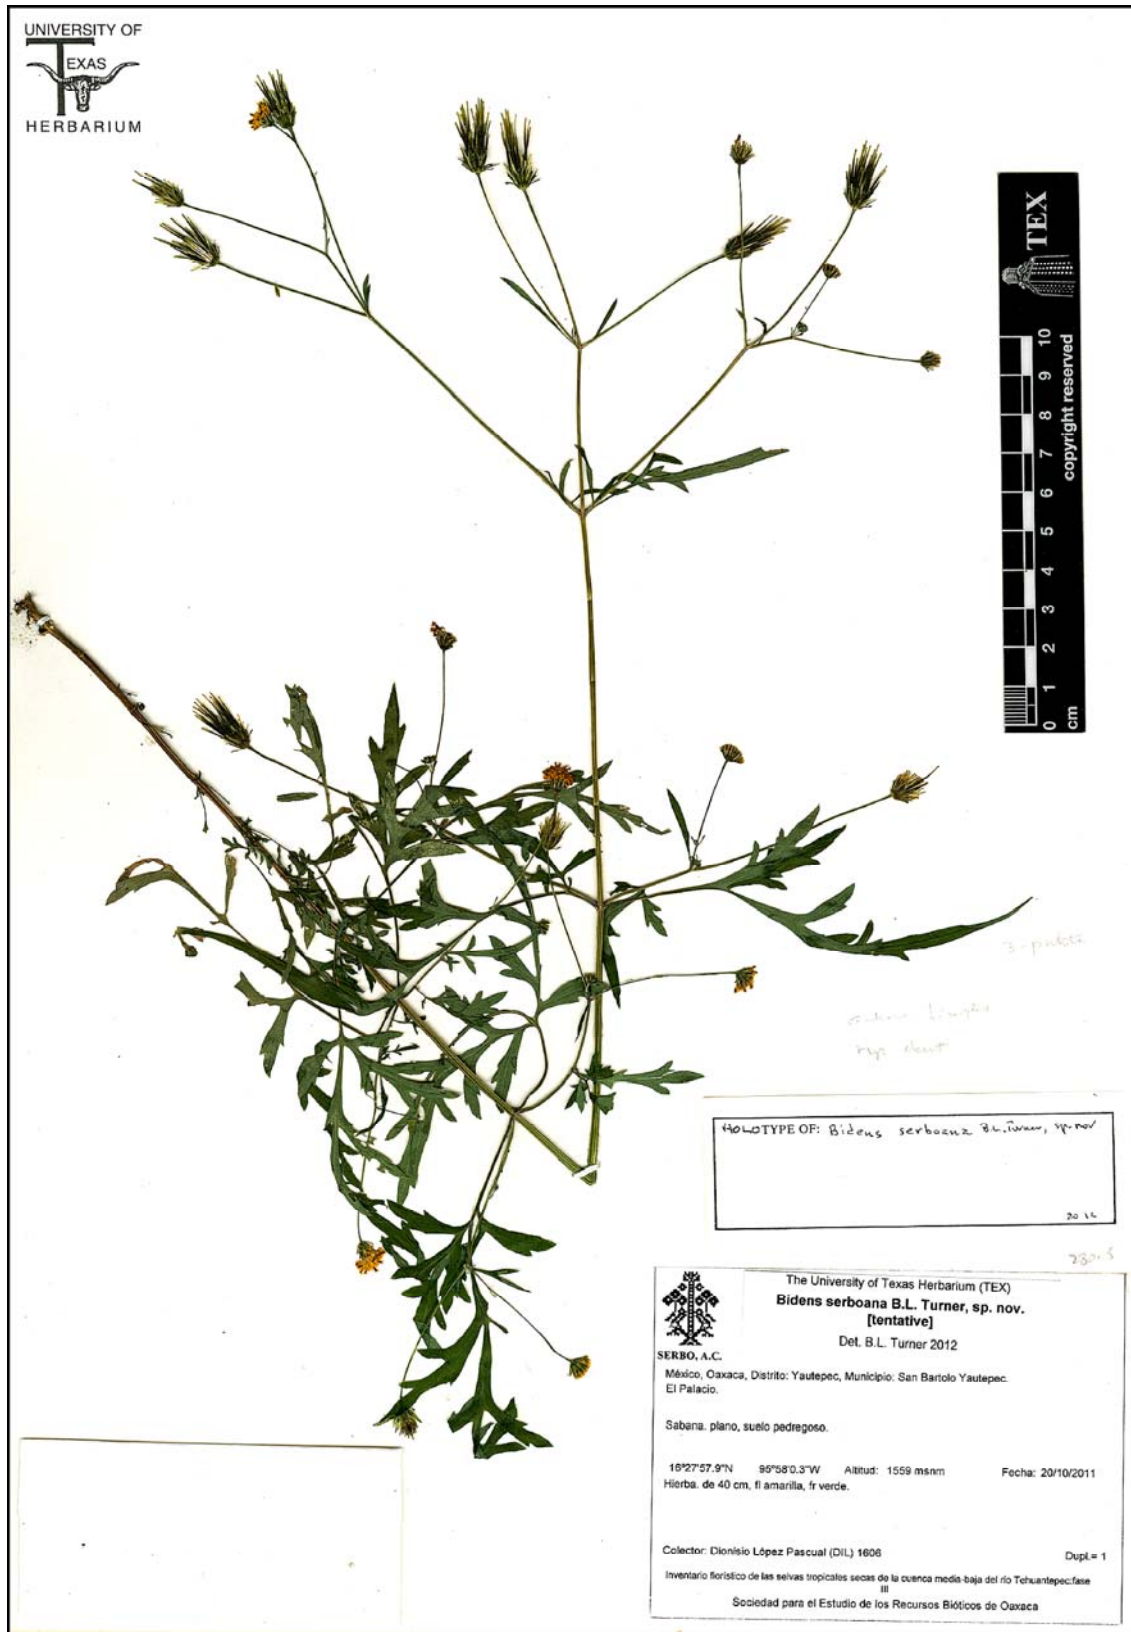 UNIVERSITY OF
TEXAS
HERBARIUM
TEX
copyright reserved
10
9
8
7
6
5
4
3
2
1
0
cm
HOLOTYPE OF: Bidens serboana B.L. Turner, sp. nov
2012
The University of Texas Herbarium (TEX)
Bidens serboana B.L. Turner, sp. nov.
[tentative]
Det. B.L. Turner 2012
SERBO, A.C.
México, Oaxaca, Distrito: Yautepec, Municipio: San Bartolo Yautepec.
El Palacio.
Sabana. plano, suelo pedregoso.
16°27'57.9"N 95°58'0.3"W Altitud: 1559 msnm Fecha: 20/10/2011
Hierba. de 40 cm, fl amarilla, fr verde.
Colector: Dionisio López Pascual (DIL) 1606 Dupl.= 1
Inventario florístico de las selvas tropicales secas de la cuenca media-baja del río Tehuantepec:fase
III
Sociedad para el Estudio de los Recursos Bióticos de Oaxaca